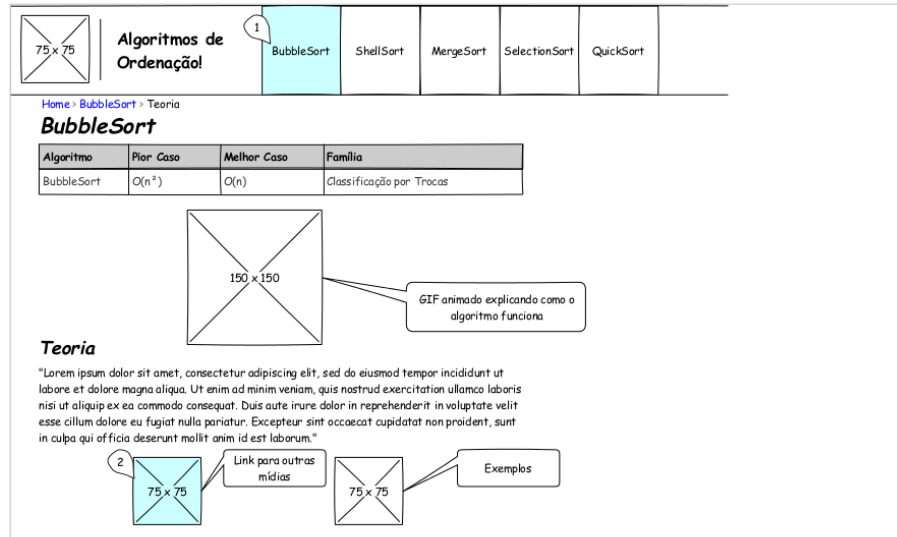 75 x 75
Algoritmos de
Ordenação!
1
BubbleSort
ShellSort
MergeSort
SelectionSort
QuickSort
Home > BubbleSort > Teoria
BubbleSort
Algoritmo Pior Caso Melhor Caso Família
BubbleSort O(n²) O(n) Classificação por Trocas
150 x 150
GIF animado explicando como o
algoritmo funciona
Teoria
"Lorem ipsum dolor sit amet, consectetur adipiscing elit, sed do eiusmod tempor incididunt ut
labore et dolore magna aliqua. Ut enim ad minim veniam, quis nostrud exercitation ullamco laboris
nisi ut aliquip ex ea commodo consequat. Duis aute irure dolor in reprehenderit in voluptate velit
esse cillum dolore eu fugiat nulla pariatur. Excepteur sint occaecat cupidatat non proident, sunt
in culpa qui officia deserunt mollit anim id est laborum."
2
75 x 75
Link para outras
mídias
75 x 75
Exemplos